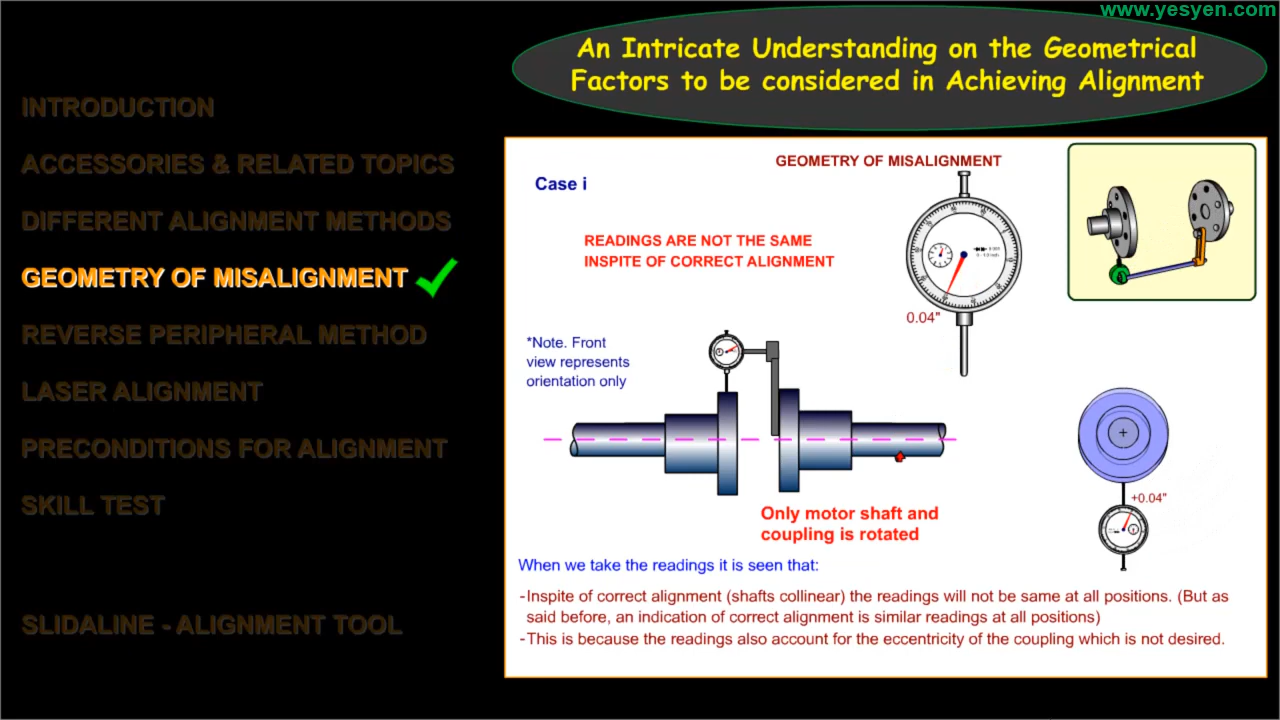 www.yesyen.com
An Intricate Understanding on the Geometrical
Factors to be considered in Achieving Alignment
INTRODUCTION
ACCESSORIES & RELATED TOPICS
DIFFERENT ALIGNMENT METHODS
GEOMETRY OF MISALIGNMENT
REVERSE PERIPHERAL METHOD
LASER ALIGNMENT
PRECONDITIONS FOR ALIGNMENT
SKILL TEST
SLIDALINE - ALIGNMENT TOOL
GEOMETRY OF MISALIGNMENT
Case i
READINGS ARE NOT THE SAME
INSPITE OF CORRECT ALIGNMENT
0.04"
*Note. Front
view represents
orientation only
+0.04"
Only motor shaft and
coupling is rotated
When we take the readings it is seen that:
-Inspite of correct alignment (shafts collinear) the readings will not be same at all positions. (But as
said before, an indication of correct alignment is similar readings at all positions)
-This is because the readings also account for the eccentricity of the coupling which is not desired.